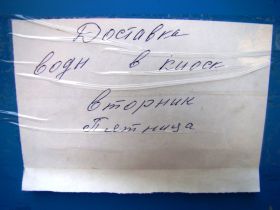 Доставка
воды в киоск
вторник
пятница